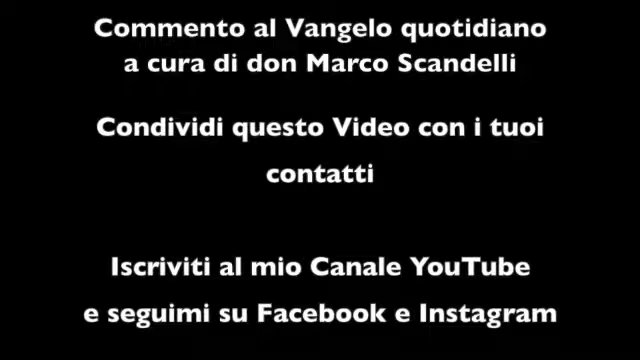 Commento al Vangelo quotidiano
a cura di don Marco Scandelli
Condividi questo Video con i tuoi
contatti
Iscriviti al mio Canale YouTube
e seguimi su Facebook e Instagram